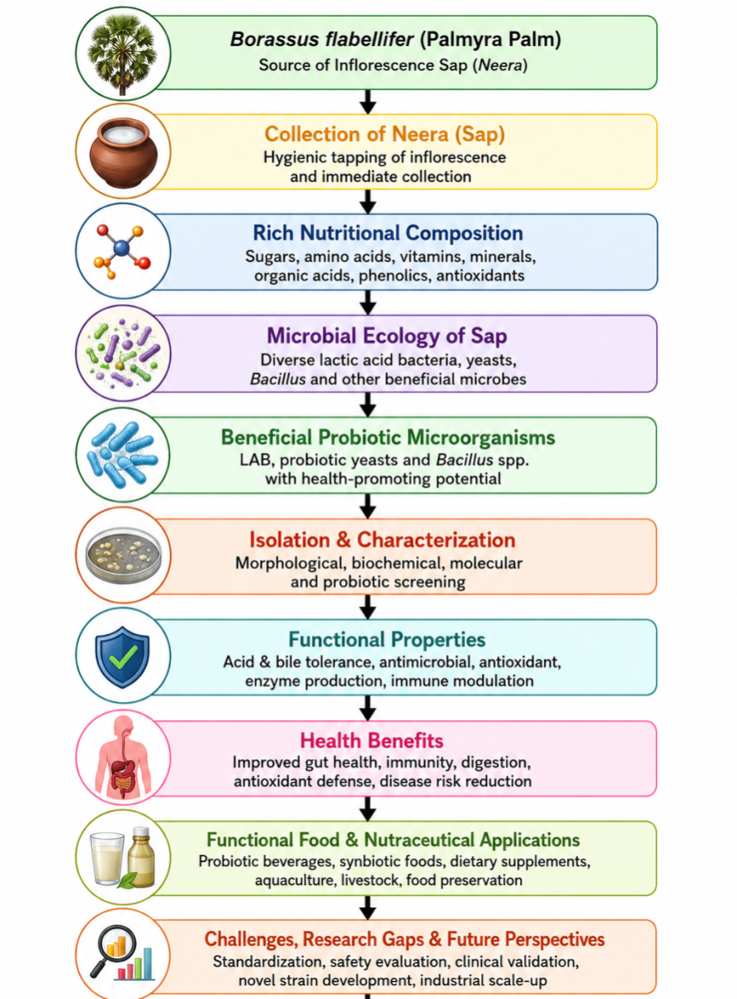 Borassus flabellifer (Palmyra Palm)
Source of Inflorescence Sap (Neera)
Collection of Neera (Sap)
Hygienic tapping of inflorescence
and immediate collection
Rich Nutritional Composition
Sugars, amino acids, vitamins, minerals,
organic acids, phenolics, antioxidants
Microbial Ecology of Sap
Diverse lactic acid bacteria, yeasts,
Bacillus and other beneficial microbes
Beneficial Probiotic Microorganisms
LAB, probiotic yeasts and Bacillus spp.
with health-promoting potential
Isolation & Characterization
Morphological, biochemical, molecular
and probiotic screening
Functional Properties
Acid & bile tolerance, antimicrobial, antioxidant,
enzyme production, immune modulation
Health Benefits
Improved gut health, immunity, digestion,
antioxidant defense, disease risk reduction
Functional Food & Nutraceutical Applications
Probiotic beverages, synbiotic foods, dietary supplements,
aquaculture, livestock, food preservation
Challenges, Research Gaps & Future Perspectives
Standardization, safety evaluation, clinical validation,
novel strain development, industrial scale-up